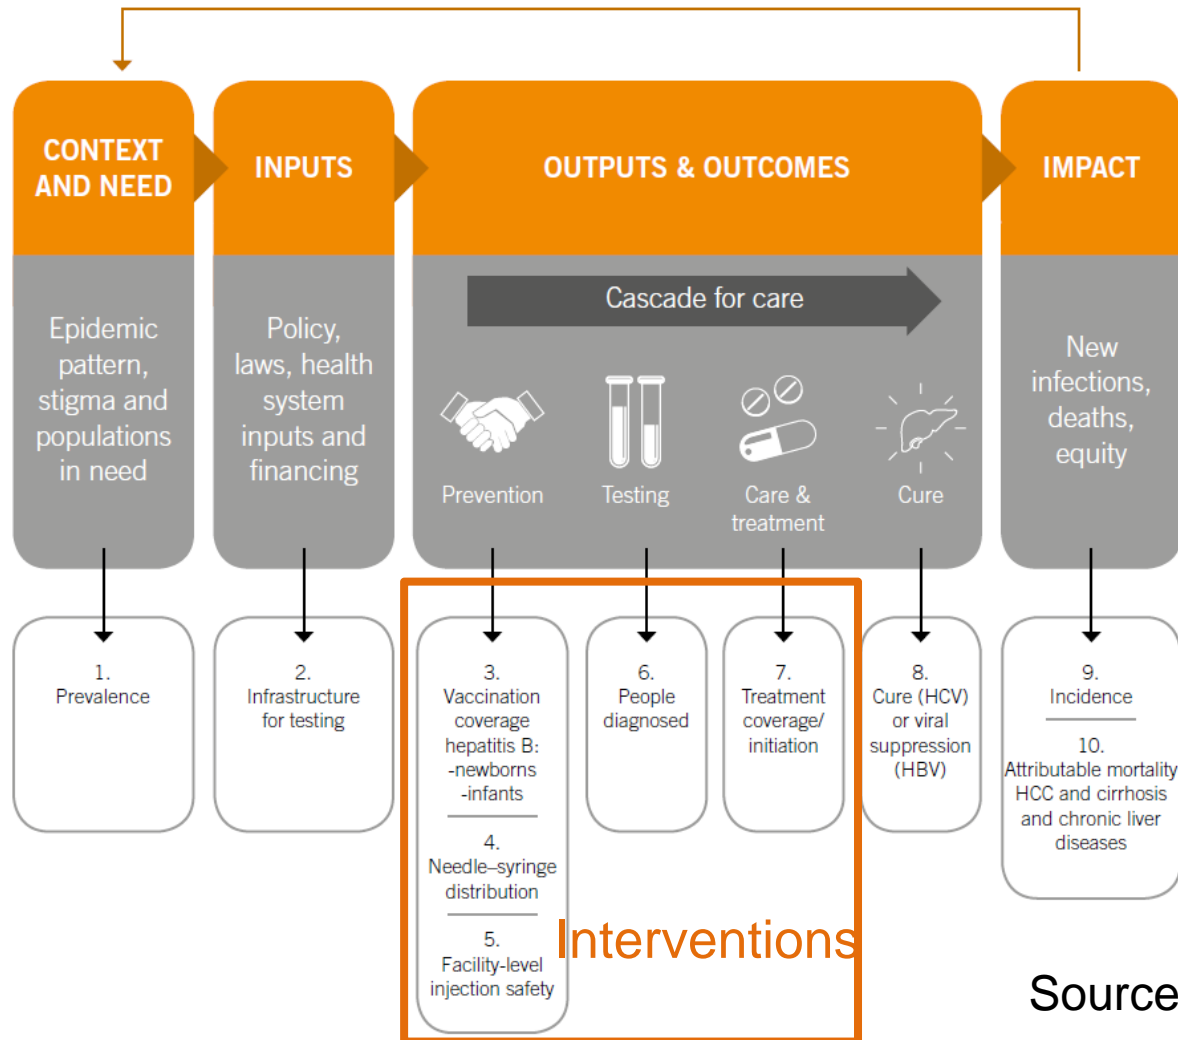 CONTEXT
AND NEED
INPUTS
OUTPUTS & OUTCOMES
IMPACT
Epidemic
pattern,
stigma and
populations
in need
Policy,
laws, health
system
inputs and
financing
Cascade for care
Prevention
Testing
Care &
treatment
Cure
New
infections,
deaths,
equity
1.
Prevalence
2.
Infrastructure
for testing
3.
Vaccination
coverage
hepatitis B:
-newborns
-infants
4.
Needle–syringe
distribution
5.
Facility-level
injection safety
6.
People
diagnosed
7.
Treatment
coverage/
initiation
8.
Cure (HCV)
or viral
suppression
(HBV)
9.
Incidence
10.
Attributable mortality
HCC and cirrhosis
and chronic liver
diseases
Interventions
Source